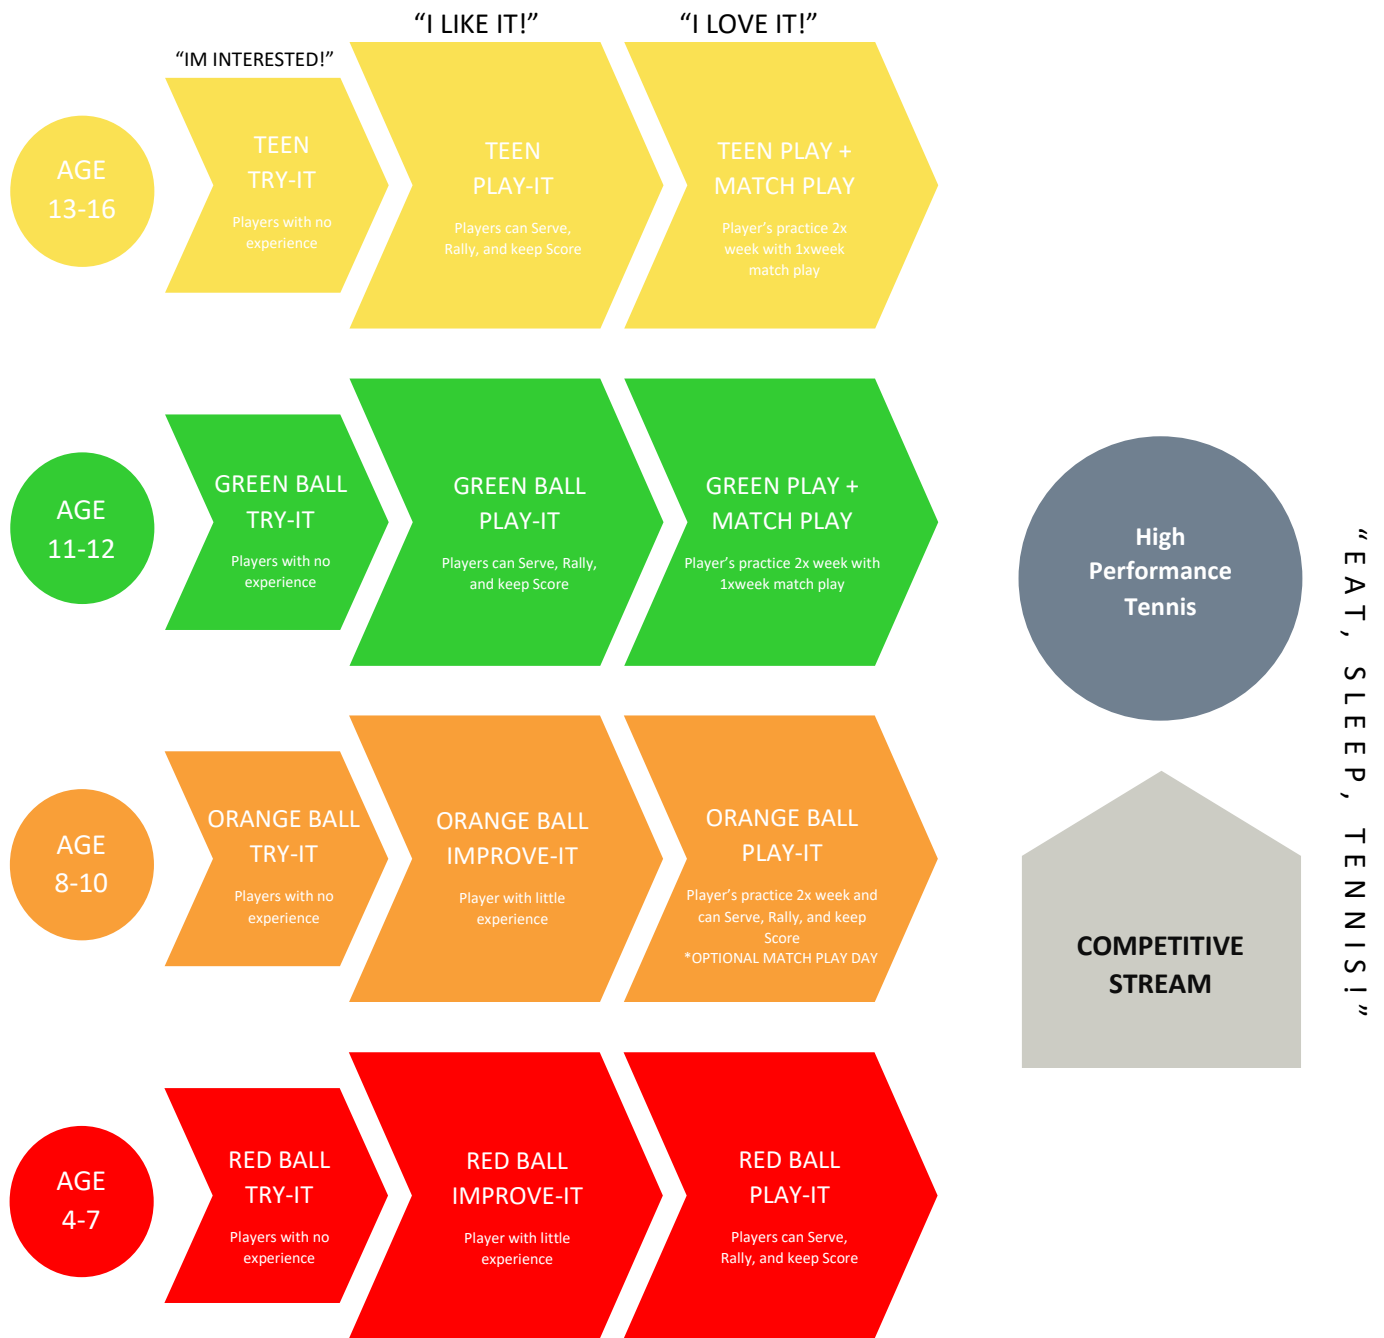 “I LIKE IT!”
“I LOVE IT!”
“IM INTERESTED!”
AGE
13-16
TEEN
TRY-IT
Players with no
experience
TEEN
PLAY-IT
Players can Serve,
Rally, and keep Score
TEEN PLAY +
MATCH PLAY
Player’s practice 2x
week with 1xweek
match play
AGE
11-12
GREEN BALL
TRY-IT
Players with no
experience
GREEN BALL
PLAY-IT
Players can Serve, Rally,
and keep Score
GREEN PLAY +
MATCH PLAY
Player’s practice 2x week with
1xweek match play
AGE
8-10
ORANGE BALL
TRY-IT
Players with no
experience
ORANGE BALL
IMPROVE-IT
Player with little
experience
ORANGE BALL
PLAY-IT
Player’s practice 2x week and
can Serve, Rally, and keep
Score
*OPTIONAL MATCH PLAY DAY
AGE
4-7
RED BALL
TRY-IT
Players with no
experience
RED BALL
IMPROVE-IT
Player with little
experience
RED BALL
PLAY-IT
Players can Serve,
Rally, and keep Score
High
Performance
Tennis
COMPETITIVE
STREAM
“EAT, SLEEP, TENNIS!”